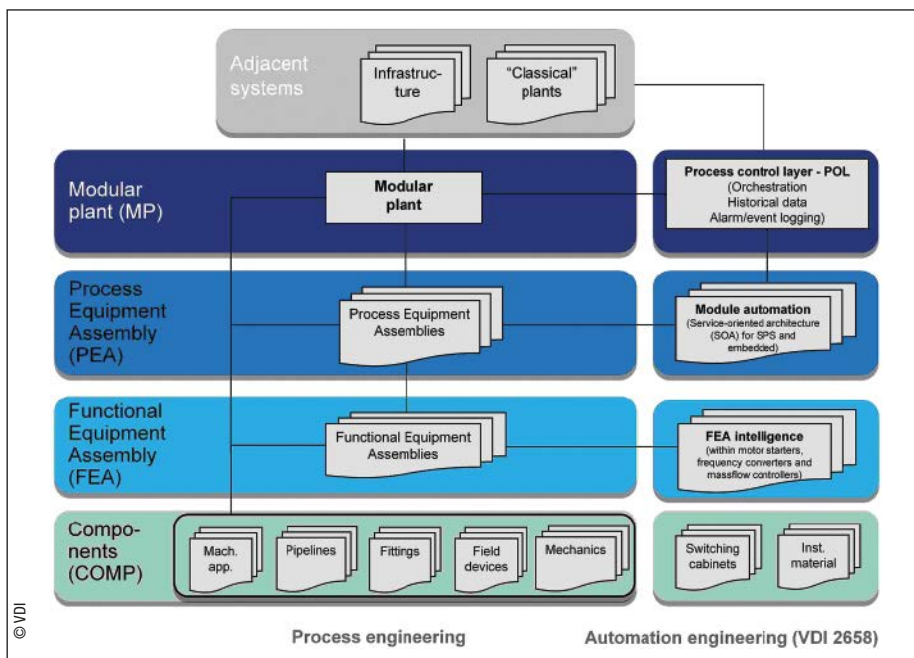 Adjacent
systems
Infrastruc-
ture
“Classical”
plants
Modular
plant (MP)
Modular
plant
Process control layer - POL
(Orchestration
Historical data
Alarm/event logging)
Process
Equipment
Assembly
(PEA)
Process Equipment
Assemblies
Module automation
(Service-oriented architecture
(SOA) for SPS and
embedded)
Functional
Equipment
Assembly
(FEA)
Functional Equipment
Assemblies
FEA intelligence
(within motor starters,
frequency converters and
massflow controllers)
Compo-
nents
(COMP)
Mach.
app.
Pipelines
Fittings
Field
devices
Mechanics
Switching
cabinets
Inst.
material
© VDI
Process engineering
Automation engineering (VDI 2658)